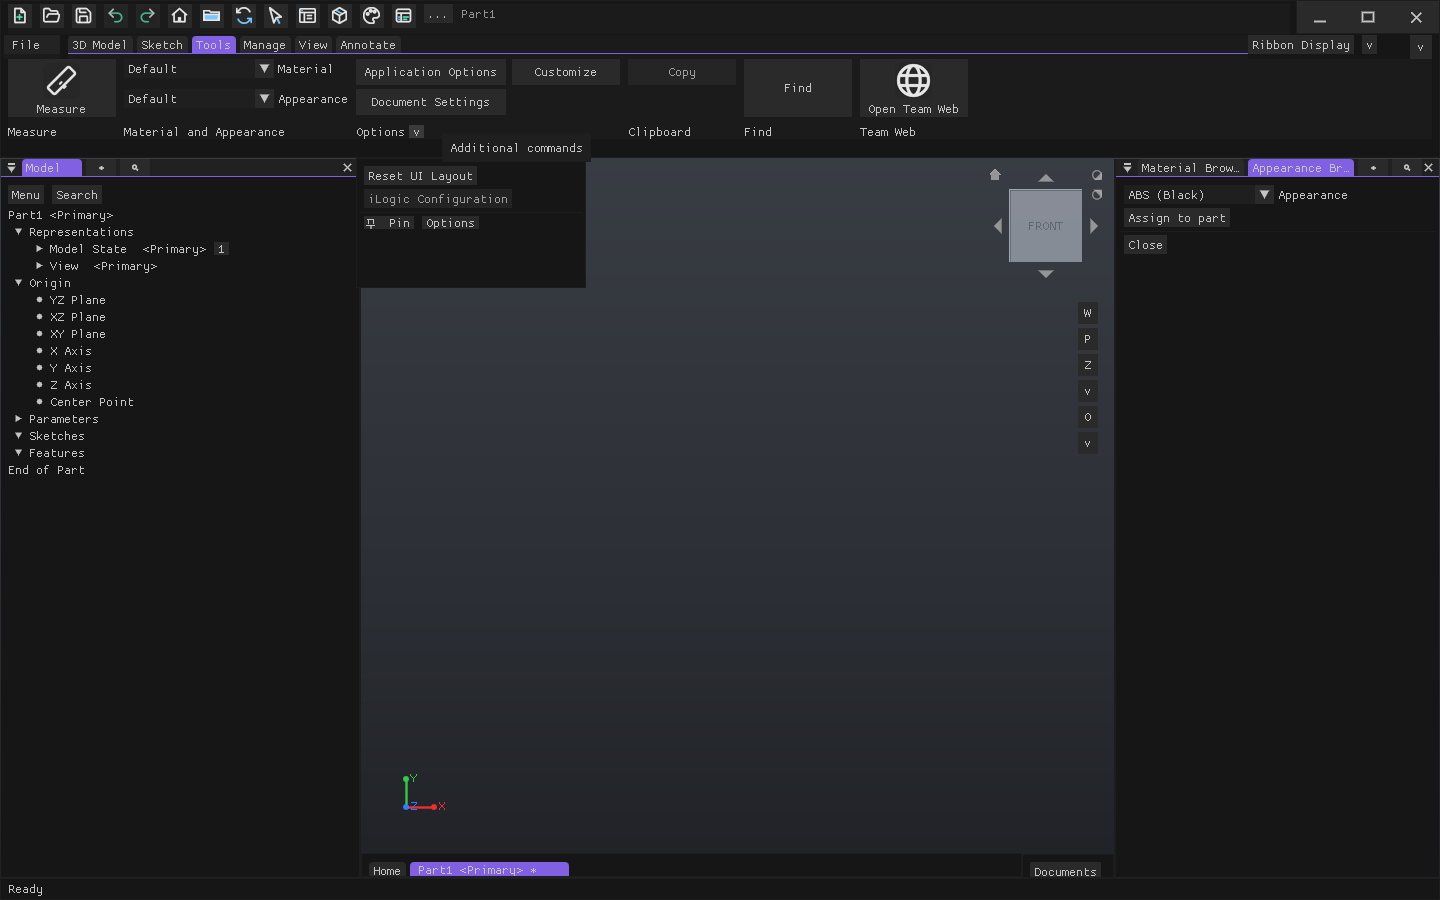 ... Part1
File 3D Model Sketch Tools Manage View Annotate Ribbon Display v v
Default Material Application Options Customize Copy
Find
Default Appearance Document Settings
Measure Open Team Web
Measure Material and Appearance Options v Clipboard Find Team Web
Additional commands
Model Material Brow… Appearance Br…
Reset UI Layout
Menu Search iLogic Configuration ABS (Black) Appearance
Part1 <Primary> Pin Options Assign to part
Representations FRONT
Model State <Primary> 1 Close
View <Primary>
Origin
YZ Plane
XZ Plane W
XY Plane P
X Axis
Y Axis Z
Z Axis v
Center Point
Parameters O
Sketches
Features v
End of Part
Y
Z X
Home Part1 <Primary> * Documents
Ready